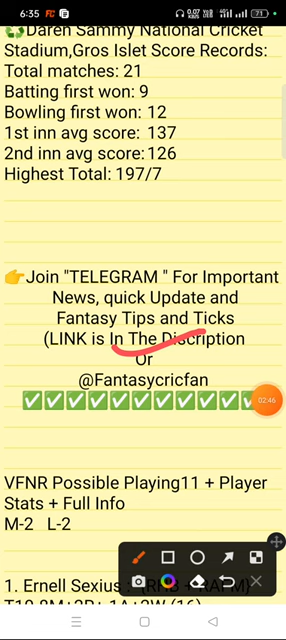 6:35
0.07
71
♻️Daren Sammy National Cricket
Stadium,Gros Islet Score Records:
Total matches: 21
Batting first won: 9
Bowling first won: 12
1st inn avg score: 137
2nd inn avg score:126
Highest Total: 197/7
👉Join "TELEGRAM " For Important
News, quick Update and
Fantasy Tips and Ticks
(LINK is In The Discription
Or
@Fantasycricfan
✅✅✅✅✅✅✅✅✅✅✅
02:46
VFNR Possible Playing11 + Player
Stats + Full Info
M-2 L-2
1. Ernell Sexius :